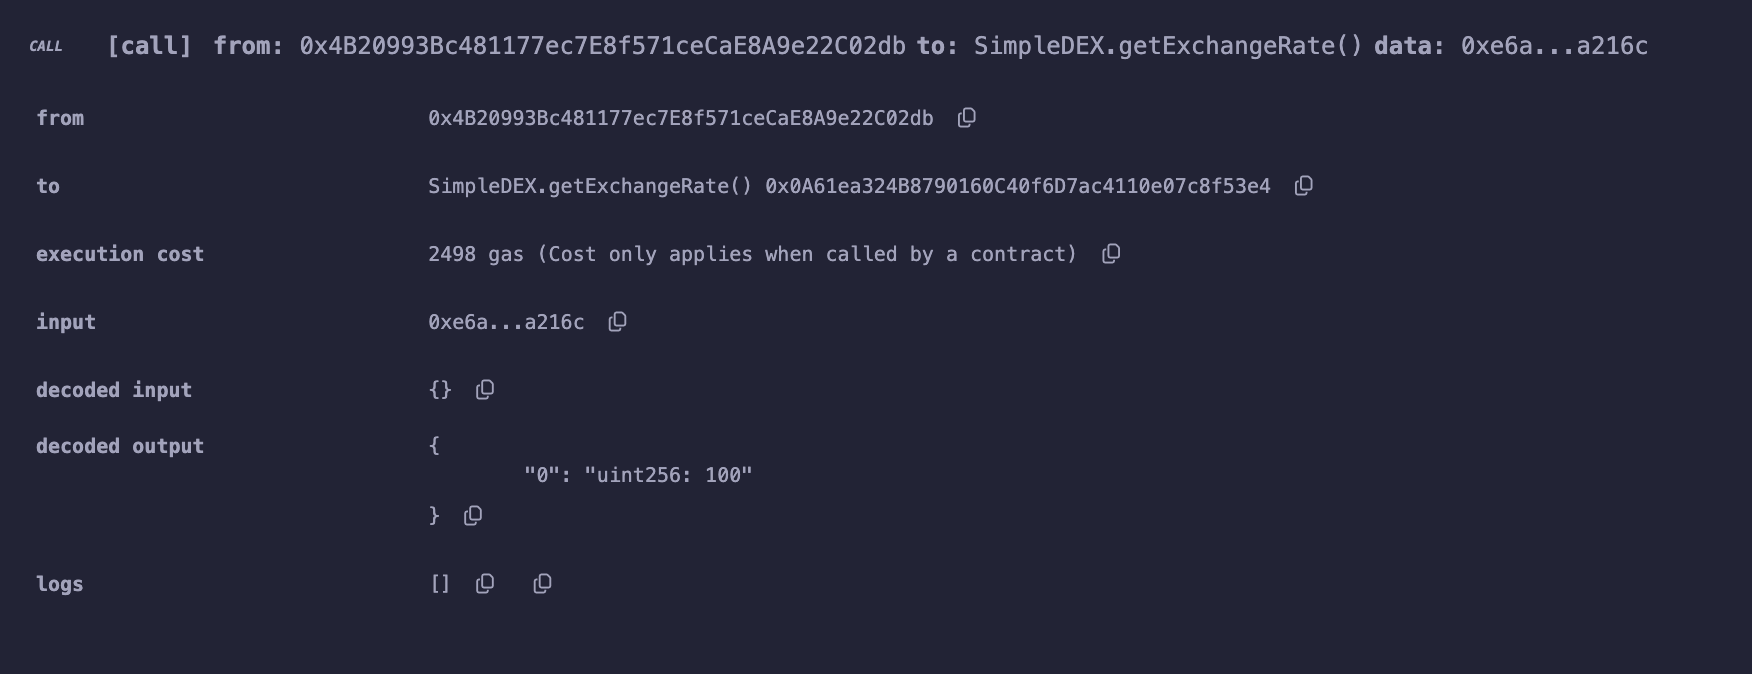 CALL [call] from: 0x4B20993Bc481177ec7E8f571ceCaE8A9e22C02db to: SimpleDEX.getExchangeRate() data: 0xe6a...a216c
from 0x4B20993Bc481177ec7E8f571ceCaE8A9e22C02db
to SimpleDEX.getExchangeRate() 0x0A61ea324B8790160C40f6D7ac4110e07c8f53e4
execution cost 2498 gas (Cost only applies when called by a contract)
input 0xe6a...a216c
decoded input {}
decoded output {
"0": "uint256: 100"
}
logs []